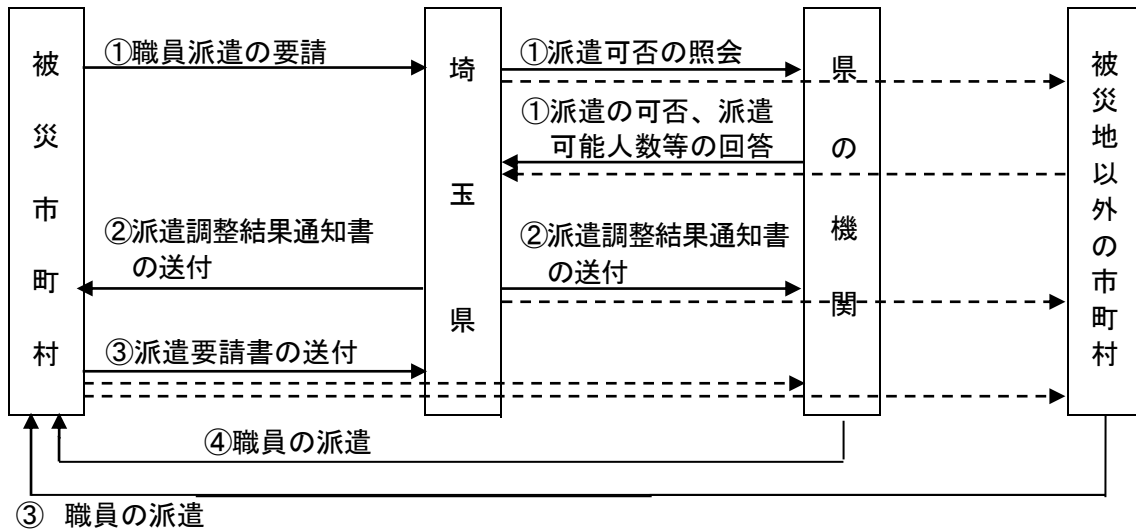 被災市町村
①職員派遣の要請
埼玉県
①派遣可否の照会
県の機関
被災地以外の市町村
①派遣の可否、派遣
可能人数等の回答
②派遣調整結果通知書
の送付
②派遣調整結果通知書
の送付
③派遣要請書の送付
④職員の派遣
③ 職員の派遣